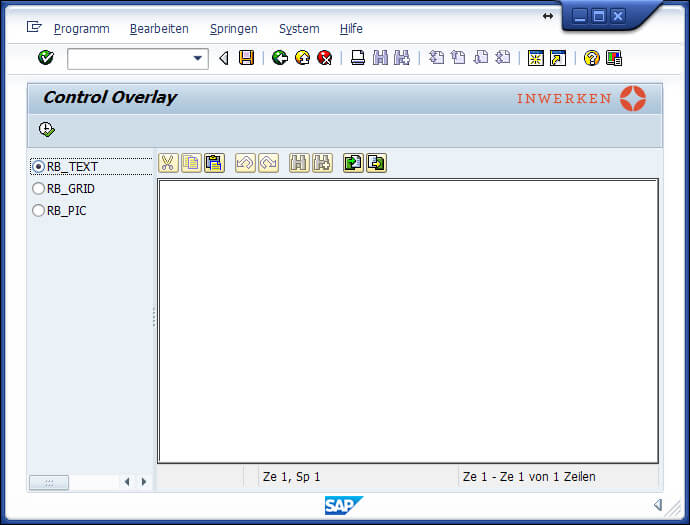 Programm Bearbeiten Springen System Hilfe
Control Overlay
INWERKEN
RB_TEXT
RB_GRID
RB_PIC
Ze 1, Sp 1
Ze 1 - Ze 1 von 1 Zeilen
SAP